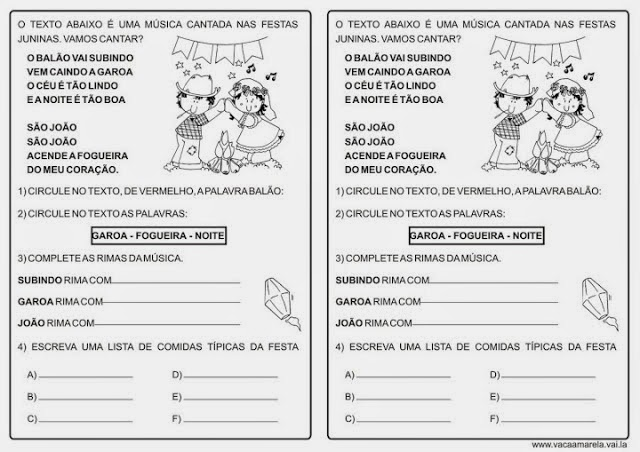 O TEXTO ABAIXO É UMA MÚSICA CANTADA NAS FESTAS
JUNINAS. VAMOS CANTAR?
O BALÃO VAI SUBINDO
VEM CAINDO A GAROA
O CÉU É TÃO LINDO
E A NOITE É TÃO BOA
SÃO JOÃO
SÃO JOÃO
ACENDE A FOGUEIRA
DO MEU CORAÇÃO.
1) CIRCULE NO TEXTO, DE VERMELHO, A PALAVRA BALÃO:
2) CIRCULE NO TEXTO AS PALAVRAS:
GAROA - FOGUEIRA - NOITE
3) COMPLETE AS RIMAS DA MÚSICA.
SUBINDO RIMA COM
GAROA RIMA COM
JOÃO RIMA COM
4) ESCREVA UMA LISTA DE COMIDAS TÍPICAS DA FESTA
A) D)
B) E)
C) F)
O TEXTO ABAIXO É UMA MÚSICA CANTADA NAS FESTAS
JUNINAS. VAMOS CANTAR?
O BALÃO VAI SUBINDO
VEM CAINDO A GAROA
O CÉU É TÃO LINDO
E A NOITE É TÃO BOA
SÃO JOÃO
SÃO JOÃO
ACENDE A FOGUEIRA
DO MEU CORAÇÃO.
1) CIRCULE NO TEXTO, DE VERMELHO, A PALAVRA BALÃO:
2) CIRCULE NO TEXTO AS PALAVRAS:
GAROA - FOGUEIRA - NOITE
3) COMPLETE AS RIMAS DA MÚSICA.
SUBINDO RIMA COM
GAROA RIMA COM
JOÃO RIMA COM
4) ESCREVA UMA LISTA DE COMIDAS TÍPICAS DA FESTA
A) D)
B) E)
C) F)
www.vacaamarela.vai.la